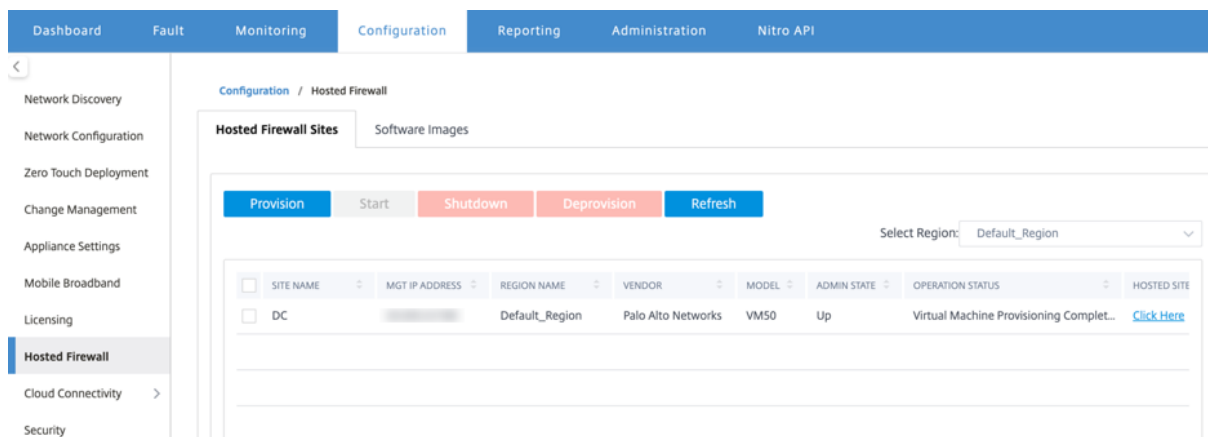 Dashboard Fault Monitoring Configuration Reporting Administration Nitro API
Network Discovery
Network Configuration
Zero Touch Deployment
Change Management
Appliance Settings
Mobile Broadband
Licensing
Hosted Firewall
Cloud Connectivity
Security
Configuration / Hosted Firewall
Hosted Firewall Sites Software Images
Provision Start Shutdown Deprovision Refresh
Select Region: Default_Region
SITE NAME MGT IP ADDRESS REGION NAME VENDOR MODEL ADMIN STATE OPERATION STATUS HOSTED SITE
DC Default_Region Palo Alto Networks VM50 Up Virtual Machine Provisioning Complet... Click Here